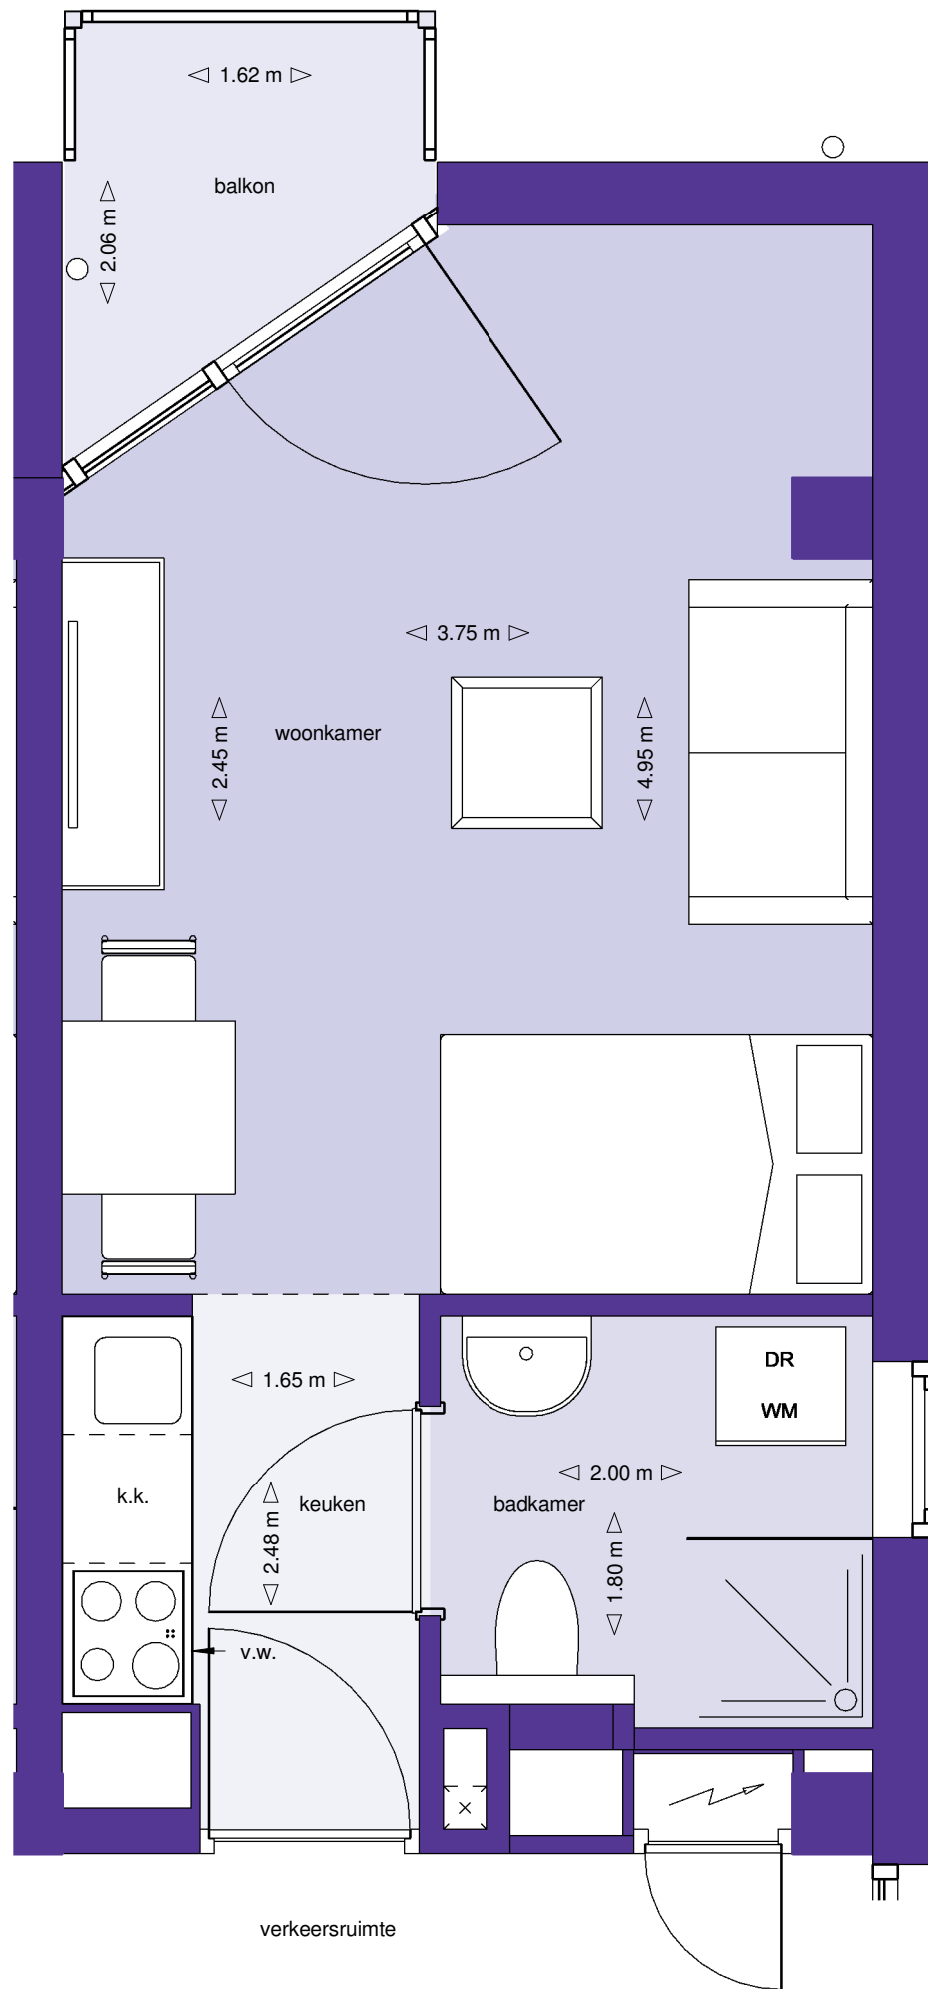 1.62 m
balkon
2.06 m
3.75 m
woonkamer
2.45 m
4.95 m
1.65 m
DR
WM
2.00 m
k.k.
keuken
badkamer
2.48 m
1.80 m
v.w.
verkeersruimte